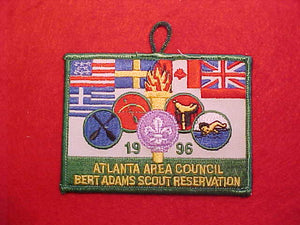 19 96
ATLANTA AREA COUNCIL
BERT ADAMS SCOUT RESERVATION